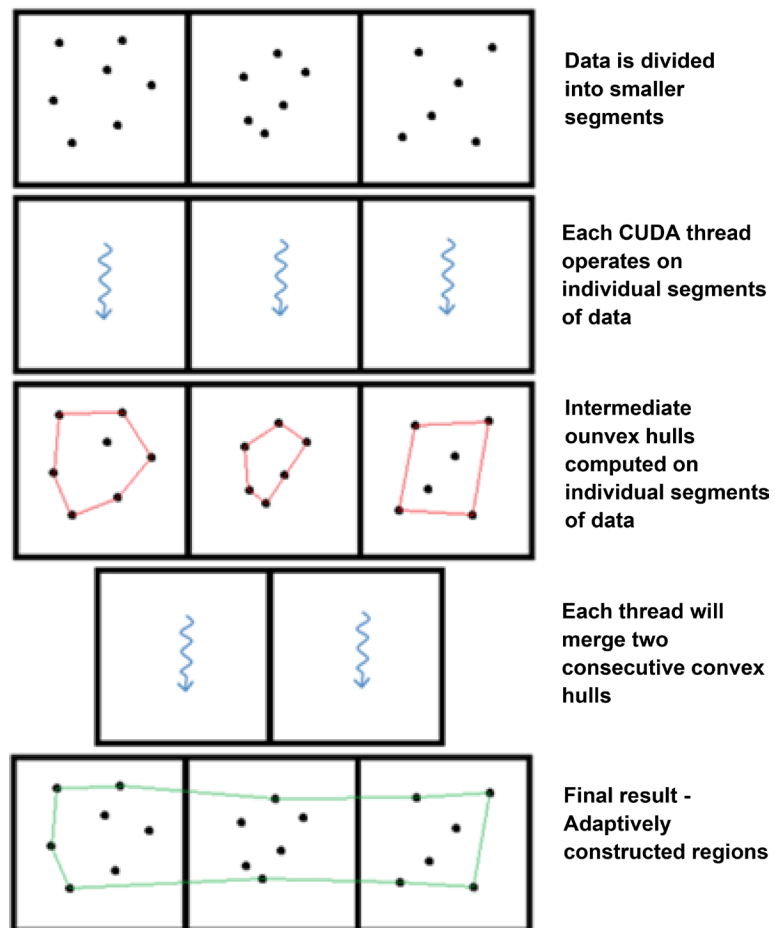 Data is divided
into smaller
segments
Each CUDA thread
operates on
individual segments
of data
Intermediate
ounvex hulls
computed on
individual segments
of data
Each thread will
merge two
consecutive convex
hulls
Final result -
Adaptively
constructed regions